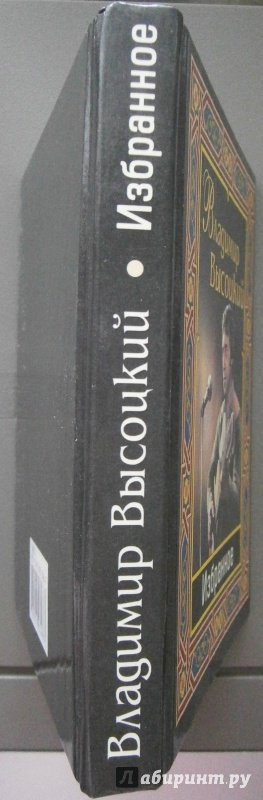 Владимир Высоцкий • Избранное
Владимир
Высоцкий
Избранное
лабиринт.ру